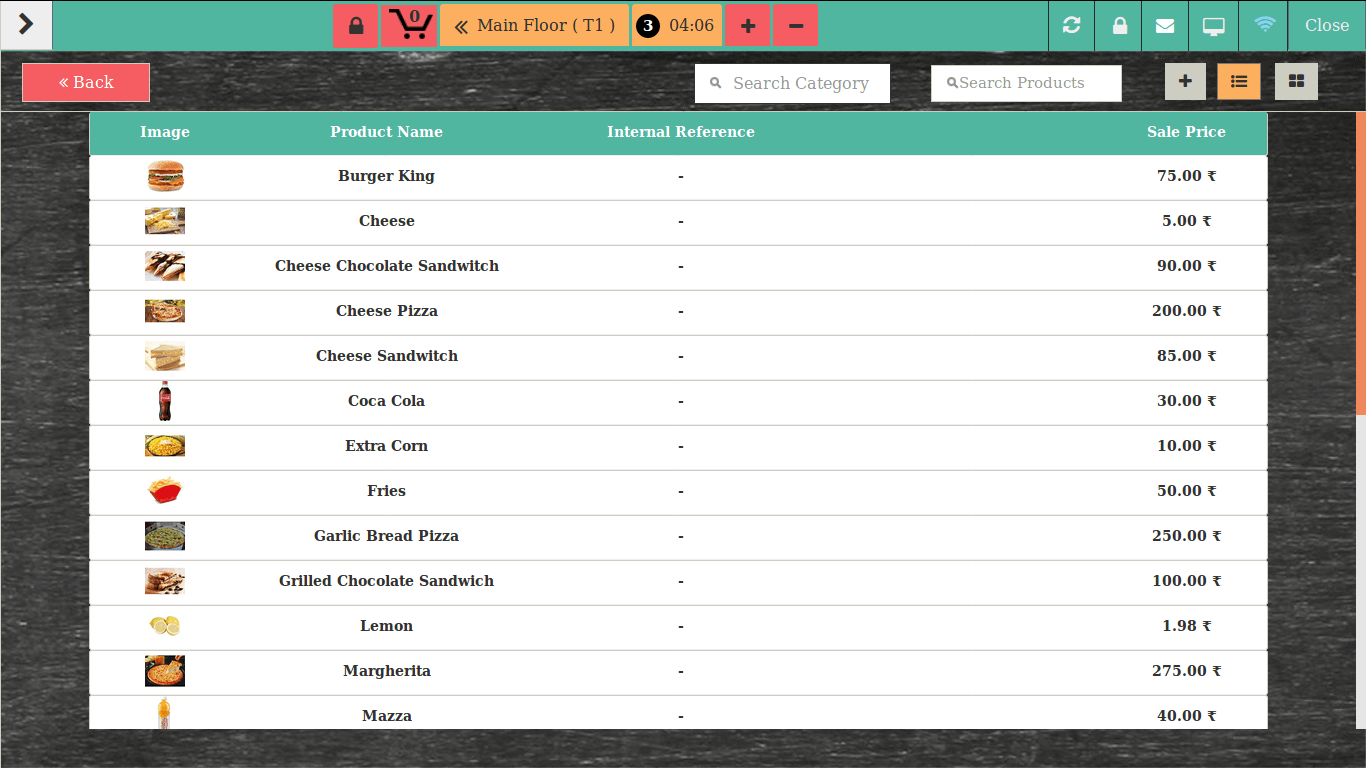 0 Main Floor ( T1 ) 3 04:06 Close
Back Search Category Search Products
Image Product Name Internal Reference Sale Price
Burger King - 75.00 ₹
Cheese - 5.00 ₹
Cheese Chocolate Sandwitch - 90.00 ₹
Cheese Pizza - 200.00 ₹
Cheese Sandwitch - 85.00 ₹
Coca Cola - 30.00 ₹
Extra Corn - 10.00 ₹
Fries - 50.00 ₹
Garlic Bread Pizza - 250.00 ₹
Grilled Chocolate Sandwich - 100.00 ₹
Lemon - 1.98 ₹
Margherita - 275.00 ₹
Mazza - 40.00 ₹